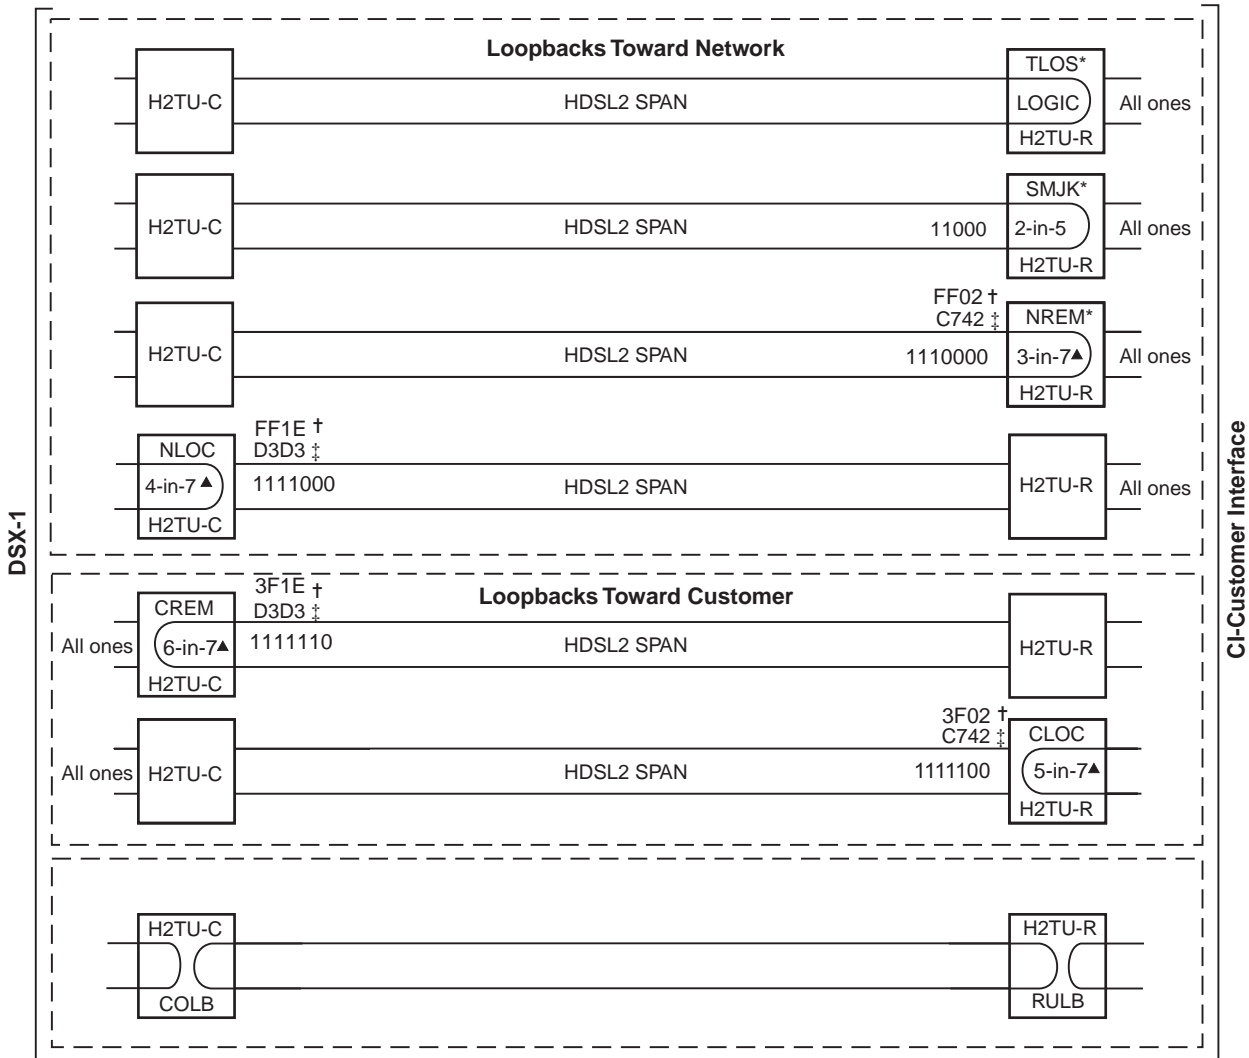 Loopbacks Toward Network
TLOS*
H2TU-C
HDSL2 SPAN
LOGIC
All ones
H2TU-R
SMJK*
H2TU-C
HDSL2 SPAN
11000
2-in-5
All ones
H2TU-R
FF02 †
C742 ‡
NREM*
H2TU-C
HDSL2 SPAN
1110000
3-in-7▲
All ones
H2TU-R
FF1E †
D3D3 ‡
NLOC
4-in-7▲
1111000
HDSL2 SPAN
H2TU-R
All ones
H2TU-C
DSX-1
CI-Customer Interface
Loopbacks Toward Customer
3F1E †
D3D3 ‡
CREM
All ones
6-in-7▲
1111110
HDSL2 SPAN
H2TU-R
H2TU-C
3F02 †
C742 ‡
CLOC
All ones
H2TU-C
HDSL2 SPAN
1111100
5-in-7▲
H2TU-R
H2TU-C
COLB
H2TU-R
RULB